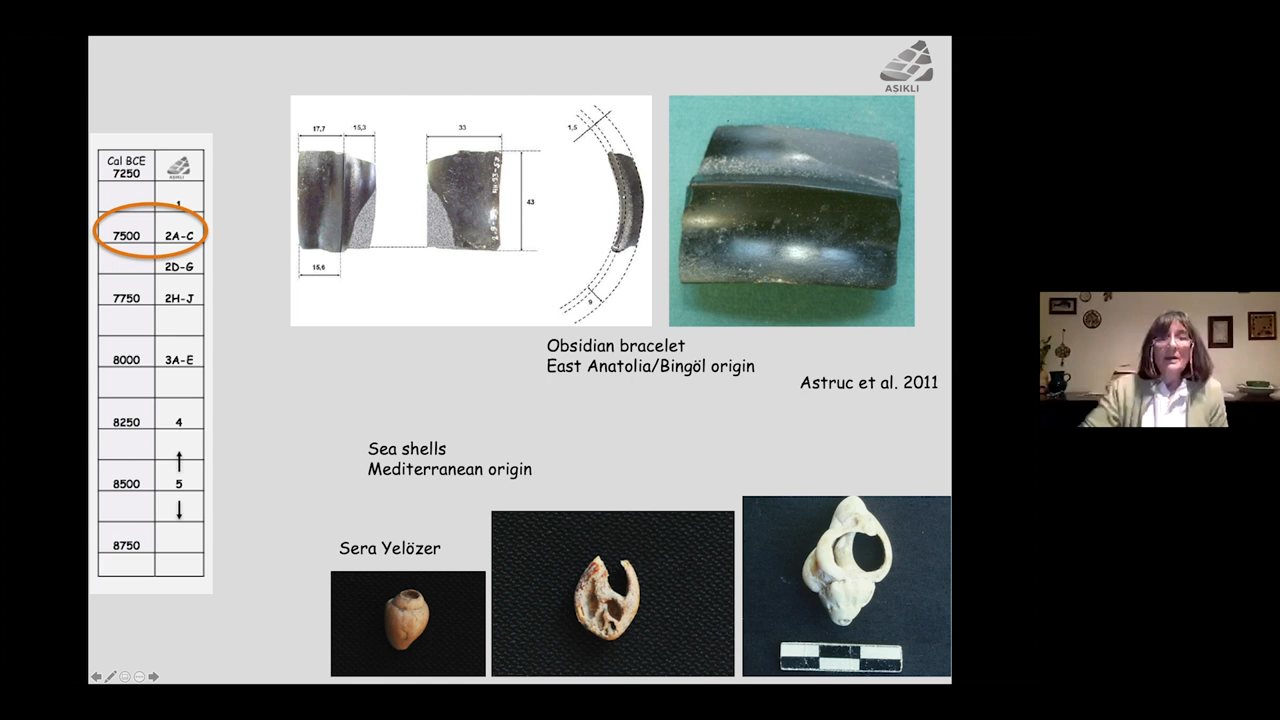 ASIKLI
Cal BCE
7250
ASIKLI
1
7500 2A-C
2D-G
7750 2H-J
8000 3A-E
8250 4
8500 5
8750
17,7 15,3
33
43
15,6
1,5
9
Obsidian bracelet
East Anatolia/Bingöl origin
Astruc et al. 2011
Sea shells
Mediterranean origin
Sera Yelözer